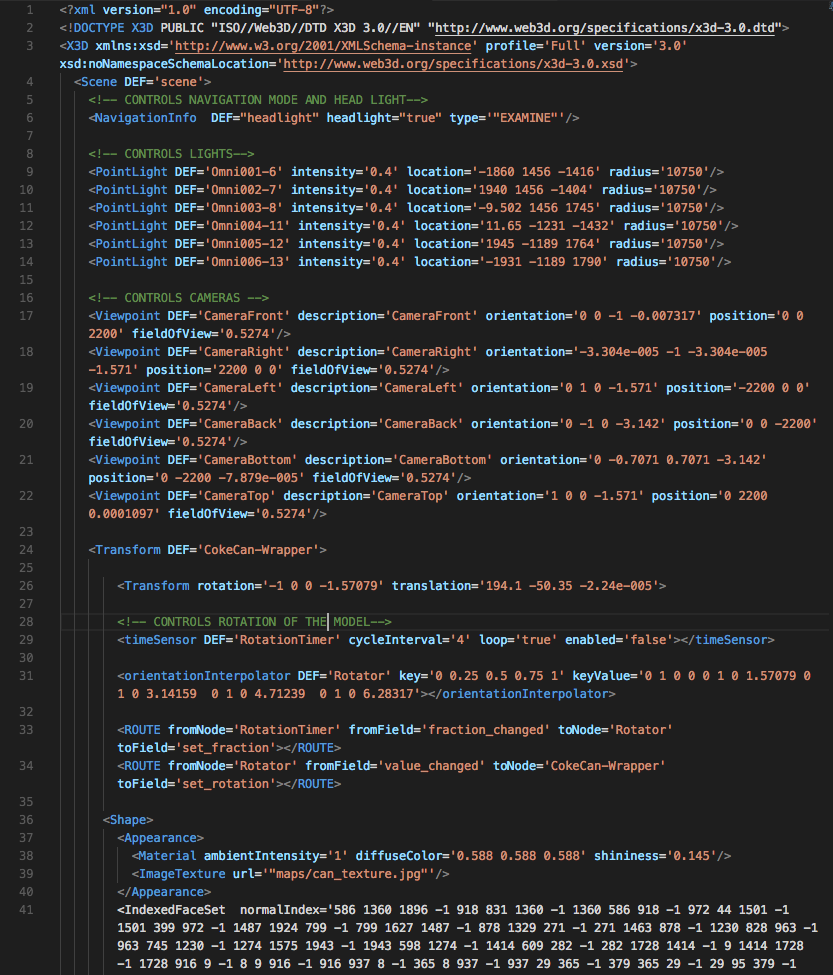 1 <?xml version="1.0" encoding="UTF-8"?>
2 <!DOCTYPE X3D PUBLIC "ISO//Web3D//DTD X3D 3.0//EN" "http://www.web3d.org/specifications/x3d-3.0.dtd">
3 <X3D xmlns:xsd='http://www.w3.org/2001/XMLSchema-instance' profile='Full' version='3.0'
xsd:noNamespaceSchemaLocation='http://www.web3d.org/specifications/x3d-3.0.xsd'>
4 <Scene DEF='scene'>
5 <!-- CONTROLS NAVIGATION MODE AND HEAD LIGHT-->
6 <NavigationInfo  DEF="headlight" headlight="true" type='"EXAMINE"'/>
7
8 <!-- CONTROLS LIGHTS-->
9 <PointLight DEF='Omni001-6' intensity='0.4' location='-1860 1456 -1416' radius='10750'/>
10 <PointLight DEF='Omni002-7' intensity='0.4' location='1940 1456 -1404' radius='10750'/>
11 <PointLight DEF='Omni003-8' intensity='0.4' location='-9.502 1456 1745' radius='10750'/>
12 <PointLight DEF='Omni004-11' intensity='0.4' location='11.65 -1231 -1432' radius='10750'/>
13 <PointLight DEF='Omni005-12' intensity='0.4' location='1945 -1189 1764' radius='10750'/>
14 <PointLight DEF='Omni006-13' intensity='0.4' location='-1931 -1189 1790' radius='10750'/>
15
16 <!-- CONTROLS CAMERAS -->
17 <Viewpoint DEF='CameraFront' description='CameraFront' orientation='0 0 -1 -0.007317' position='0 0
2200' fieldOfView='0.5274'/>
18 <Viewpoint DEF='CameraRight' description='CameraRight' orientation='-3.304e-005 -1 -3.304e-005
-1.571' position='2200 0 0' fieldOfView='0.5274'/>
19 <Viewpoint DEF='CameraLeft' description='CameraLeft' orientation='0 1 0 -1.571' position='-2200 0 0'
fieldOfView='0.5274'/>
20 <Viewpoint DEF='CameraBack' description='CameraBack' orientation='0 -1 0 -3.142' position='0 0 -2200'
fieldOfView='0.5274'/>
21 <Viewpoint DEF='CameraBottom' description='CameraBottom' orientation='0 -0.7071 0.7071 -3.142'
position='0 -2200 -7.879e-005' fieldOfView='0.5274'/>
22 <Viewpoint DEF='CameraTop' description='CameraTop' orientation='1 0 0 -1.571' position='0 2200
0.0001097' fieldOfView='0.5274'/>
23
24 <Transform DEF='CokeCan-Wrapper'>
25
26 <Transform rotation='-1 0 0 -1.57079' translation='194.1 -50.35 -2.24e-005'>
27
28 <!-- CONTROLS ROTATION OF THE MODEL-->
29 <timeSensor DEF='RotationTimer' cycleInterval='4' loop='true' enabled='false'></timeSensor>
30
31 <orientationInterpolator DEF='Rotator' key='0 0.25 0.5 0.75 1' keyValue='0 1 0 0 0 1 0 1.57079 0
1 0 3.14159  0 1 0 4.71239  0 1 0 6.28317'></orientationInterpolator>
32
33 <ROUTE fromNode='RotationTimer' fromField='fraction_changed' toNode='Rotator'
toField='set_fraction'></ROUTE>
34 <ROUTE fromNode='Rotator' fromField='value_changed' toNode='CokeCan-Wrapper'
toField='set_rotation'></ROUTE>
35
36 <Shape>
37 <Appearance>
38 <Material ambientIntensity='1' diffuseColor='0.588 0.588 0.588' shininess='0.145'/>
39 <ImageTexture url='"maps/can_texture.jpg"'/>
40 </Appearance>
41 <IndexedFaceSet  normalIndex='586 1360 1896 -1 918 831 1360 -1 1360 586 918 -1 972 44 1501 -1
1501 399 972 -1 1487 1924 799 -1 799 1627 1487 -1 878 1329 271 -1 271 1463 878 -1 1230 828 963 -1
963 745 1230 -1 1274 1575 1943 -1 1943 598 1274 -1 1414 609 282 -1 282 1728 1414 -1 9 1414 1728
-1 1728 916 9 -1 8 9 916 -1 916 937 8 -1 365 8 937 -1 937 29 365 -1 379 365 29 -1 29 95 379 -1